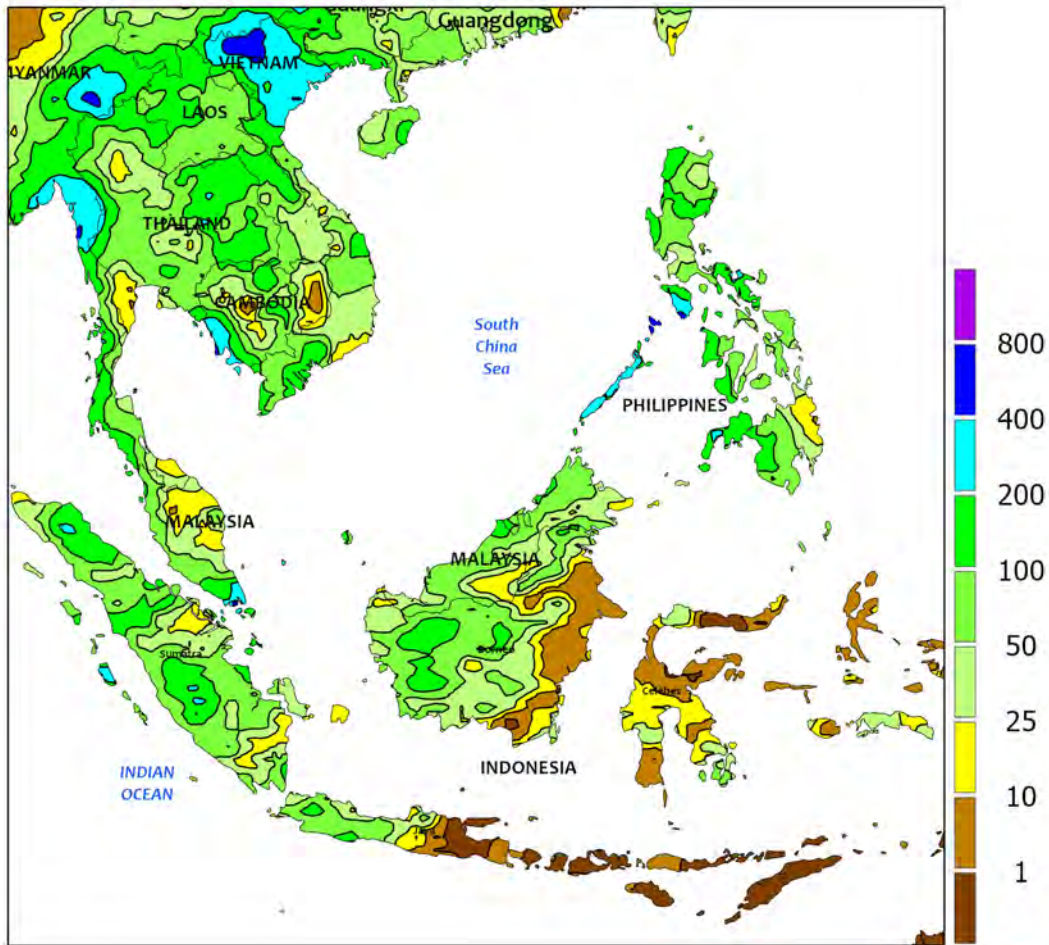 Guangxi
Guangdong
MYANMAR
VIETNAM
LAOS
THAILAND
CAMBODIA
South
China
Sea
PHILIPPINES
MALAYSIA
MALAYSIA
Sumatra
Borneo
Celebes
INDONESIA
INDIAN
OCEAN
800
400
200
100
50
25
10
1